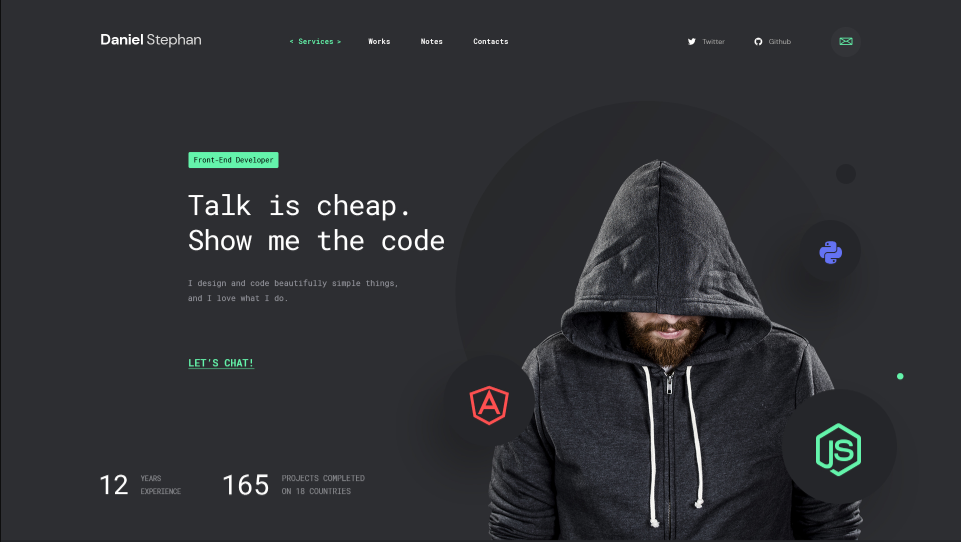 Daniel Stephan
< Services >
Works
Notes
Contacts
Twitter
Github
Front-End Developer
Talk is cheap.
Show me the code
I design and code beautifully simple things,
and I love what I do.
LET'S CHAT!
A
JS
12
YEARS
EXPERIENCE
165
PROJECTS COMPLETED
ON 18 COUNTRIES